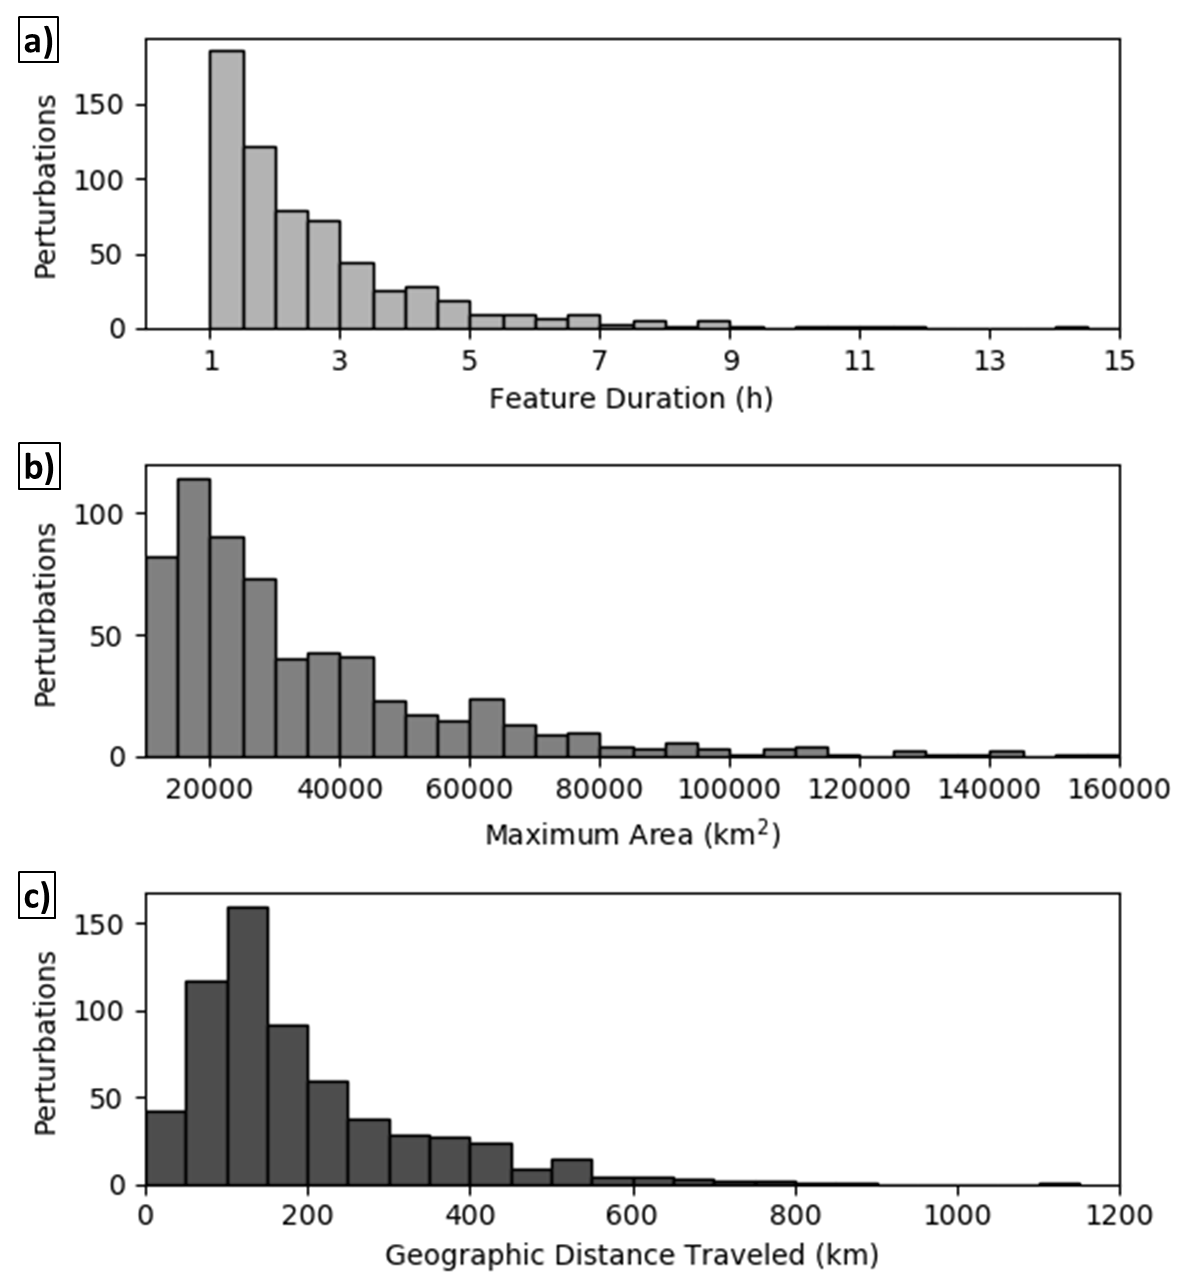 a)
Perturbations
150
100
50
0
1 3 5 7 9 11 13 15
Feature Duration (h)
b)
Perturbations
100
50
0
20000 40000 60000 80000 100000 120000 140000 160000
Maximum Area (km²)
c)
Perturbations
150
100
50
0
0 200 400 600 800 1000 1200
Geographic Distance Traveled (km)